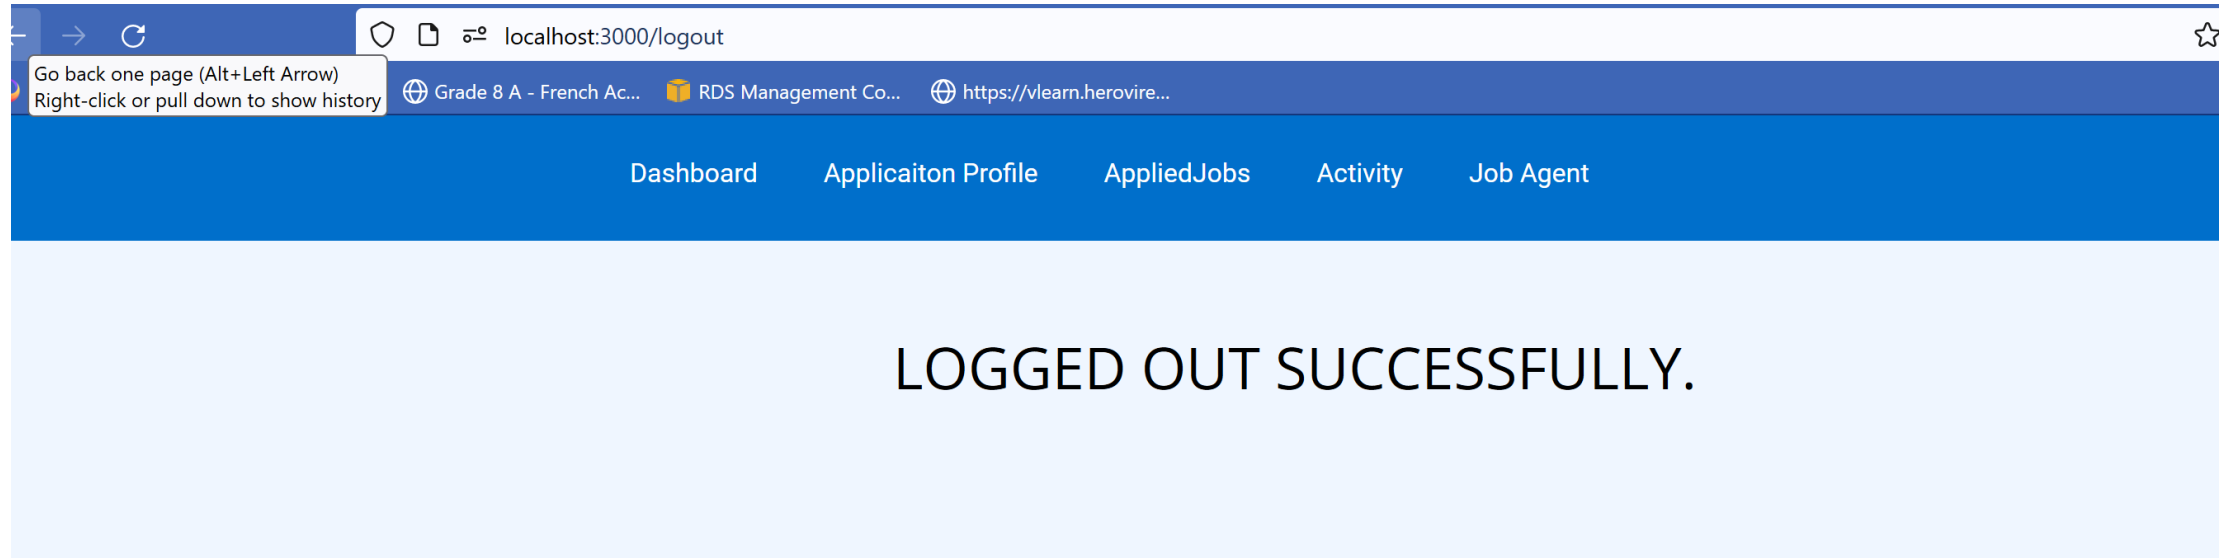 localhost:3000/logout
Go back one page (Alt+Left Arrow)
Right-click or pull down to show history
Grade 8 A - French Ac... RDS Management Co... https://vlearn.herovire...
Dashboard Applicaiton Profile AppliedJobs Activity Job Agent
LOGGED OUT SUCCESSFULLY.